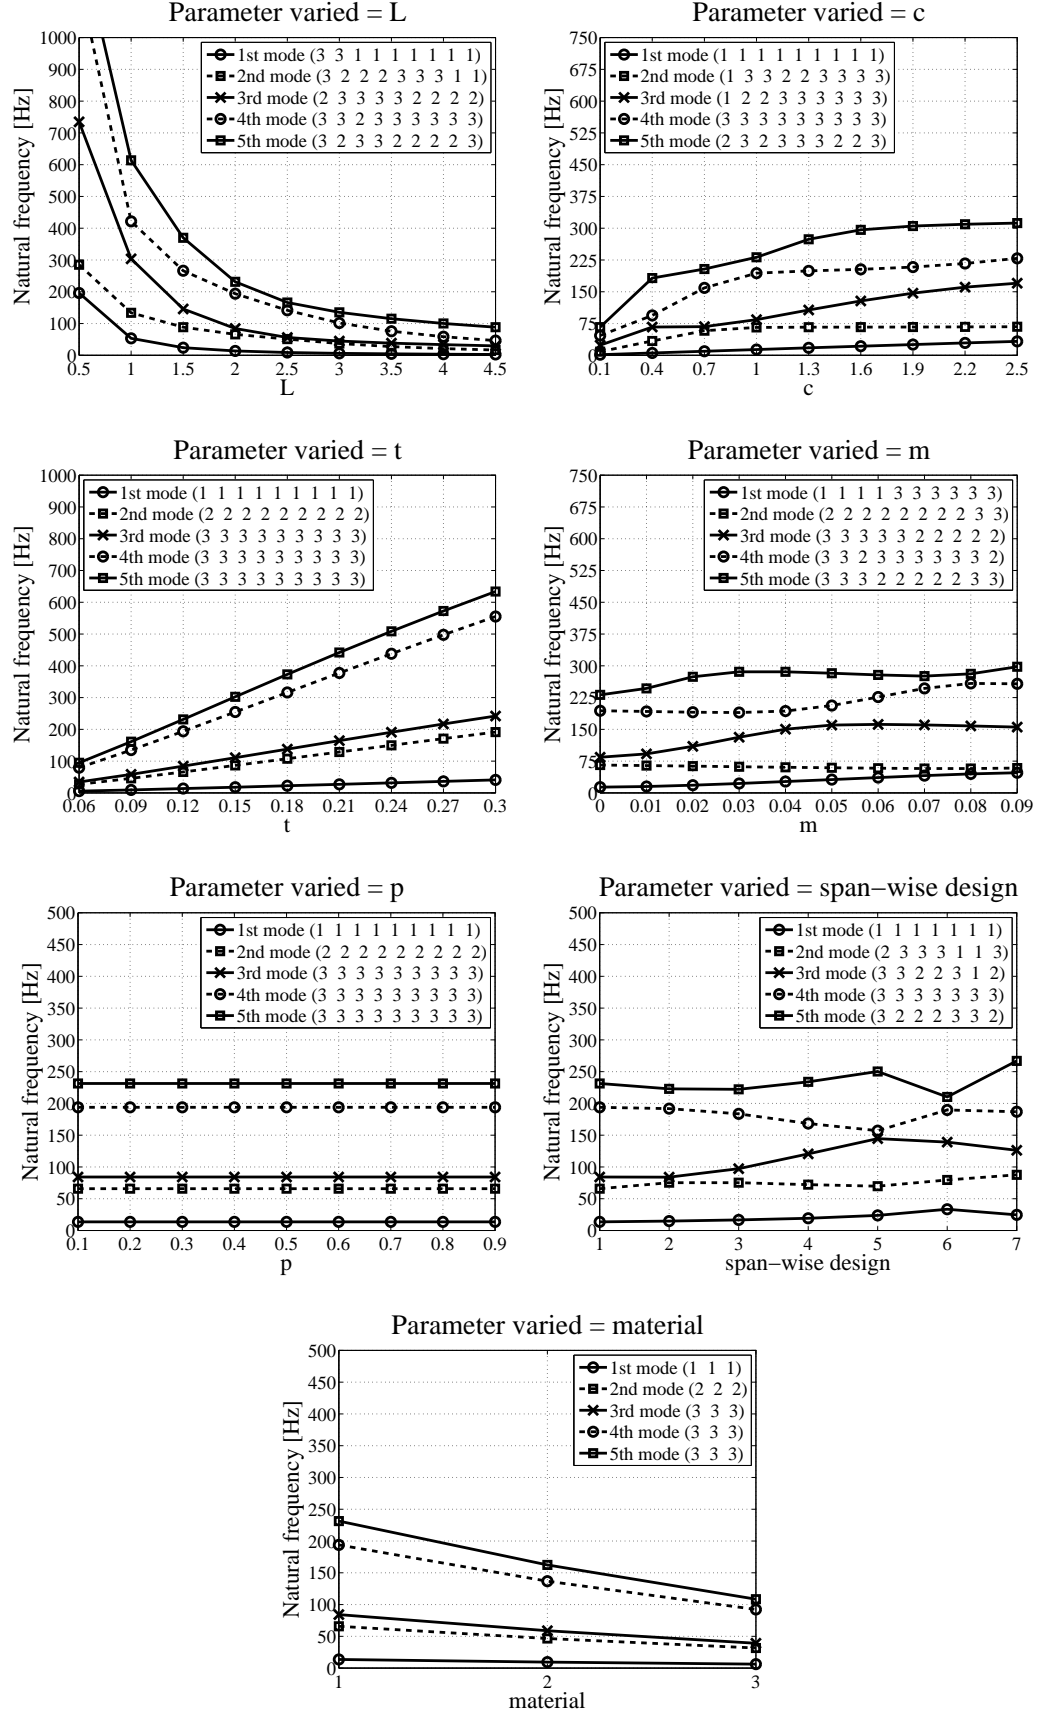 Parameter varied = L
Natural frequency [Hz]
1000
900
800
700
600
500
400
300
200
100
0
1st mode (3 3 1 1 1 1 1 1 1)
2nd mode (3 2 2 2 3 3 3 1 1)
3rd mode (2 3 3 3 3 2 2 2 2)
4th mode (3 3 2 3 3 3 3 3 3)
5th mode (3 2 3 3 2 2 2 2 3)
0.5 1 1.5 2 2.5 3 3.5 4 4.5
L
Parameter varied = c
Natural frequency [Hz]
750
675
600
525
450
375
300
225
150
75
0
1st mode (1 1 1 1 1 1 1 1 1)
2nd mode (1 3 3 2 2 3 3 3 3)
3rd mode (1 2 2 3 3 3 3 3 3)
4th mode (3 3 3 3 3 3 3 3 3)
5th mode (2 3 2 3 3 3 2 2 3)
0.1 0.4 0.7 1 1.3 1.6 1.9 2.2 2.5
c
Parameter varied = t
Natural frequency [Hz]
1000
900
800
700
600
500
400
300
200
100
0
1st mode (1 1 1 1 1 1 1 1 1)
2nd mode (2 2 2 2 2 2 2 2 2)
3rd mode (3 3 3 3 3 3 3 3 3)
4th mode (3 3 3 3 3 3 3 3 3)
5th mode (3 3 3 3 3 3 3 3 3)
0.06 0.09 0.12 0.15 0.18 0.21 0.24 0.27 0.3
t
Parameter varied = m
Natural frequency [Hz]
750
675
600
525
450
375
300
225
150
75
0
1st mode (1 1 1 1 3 3 3 3 3 3)
2nd mode (2 2 2 2 2 2 2 2 3 3)
3rd mode (3 3 3 3 3 2 2 2 2 2)
4th mode (3 3 2 3 3 3 3 3 3 2)
5th mode (3 3 3 2 2 2 2 2 3 3)
0 0.01 0.02 0.03 0.04 0.05 0.06 0.07 0.08 0.09
m
Parameter varied = p
Natural frequency [Hz]
500
450
400
350
300
250
200
150
100
50
0
1st mode (1 1 1 1 1 1 1 1 1)
2nd mode (2 2 2 2 2 2 2 2 2)
3rd mode (3 3 3 3 3 3 3 3 3)
4th mode (3 3 3 3 3 3 3 3 3)
5th mode (3 3 3 3 3 3 3 3 3)
0.1 0.2 0.3 0.4 0.5 0.6 0.7 0.8 0.9
p
Parameter varied = span−wise design
Natural frequency [Hz]
500
450
400
350
300
250
200
150
100
50
0
1st mode (1 1 1 1 1 1 1)
2nd mode (2 3 3 3 1 1 3)
3rd mode (3 3 2 2 3 1 2)
4th mode (3 3 3 3 3 3 3)
5th mode (3 2 2 2 3 3 2)
1 2 3 4 5 6 7
span−wise design
Parameter varied = material
Natural frequency [Hz]
500
450
400
350
300
250
200
150
100
50
0
1st mode (1 1 1)
2nd mode (2 2 2)
3rd mode (3 3 3)
4th mode (3 3 3)
5th mode (3 3 3)
1 2 3
material